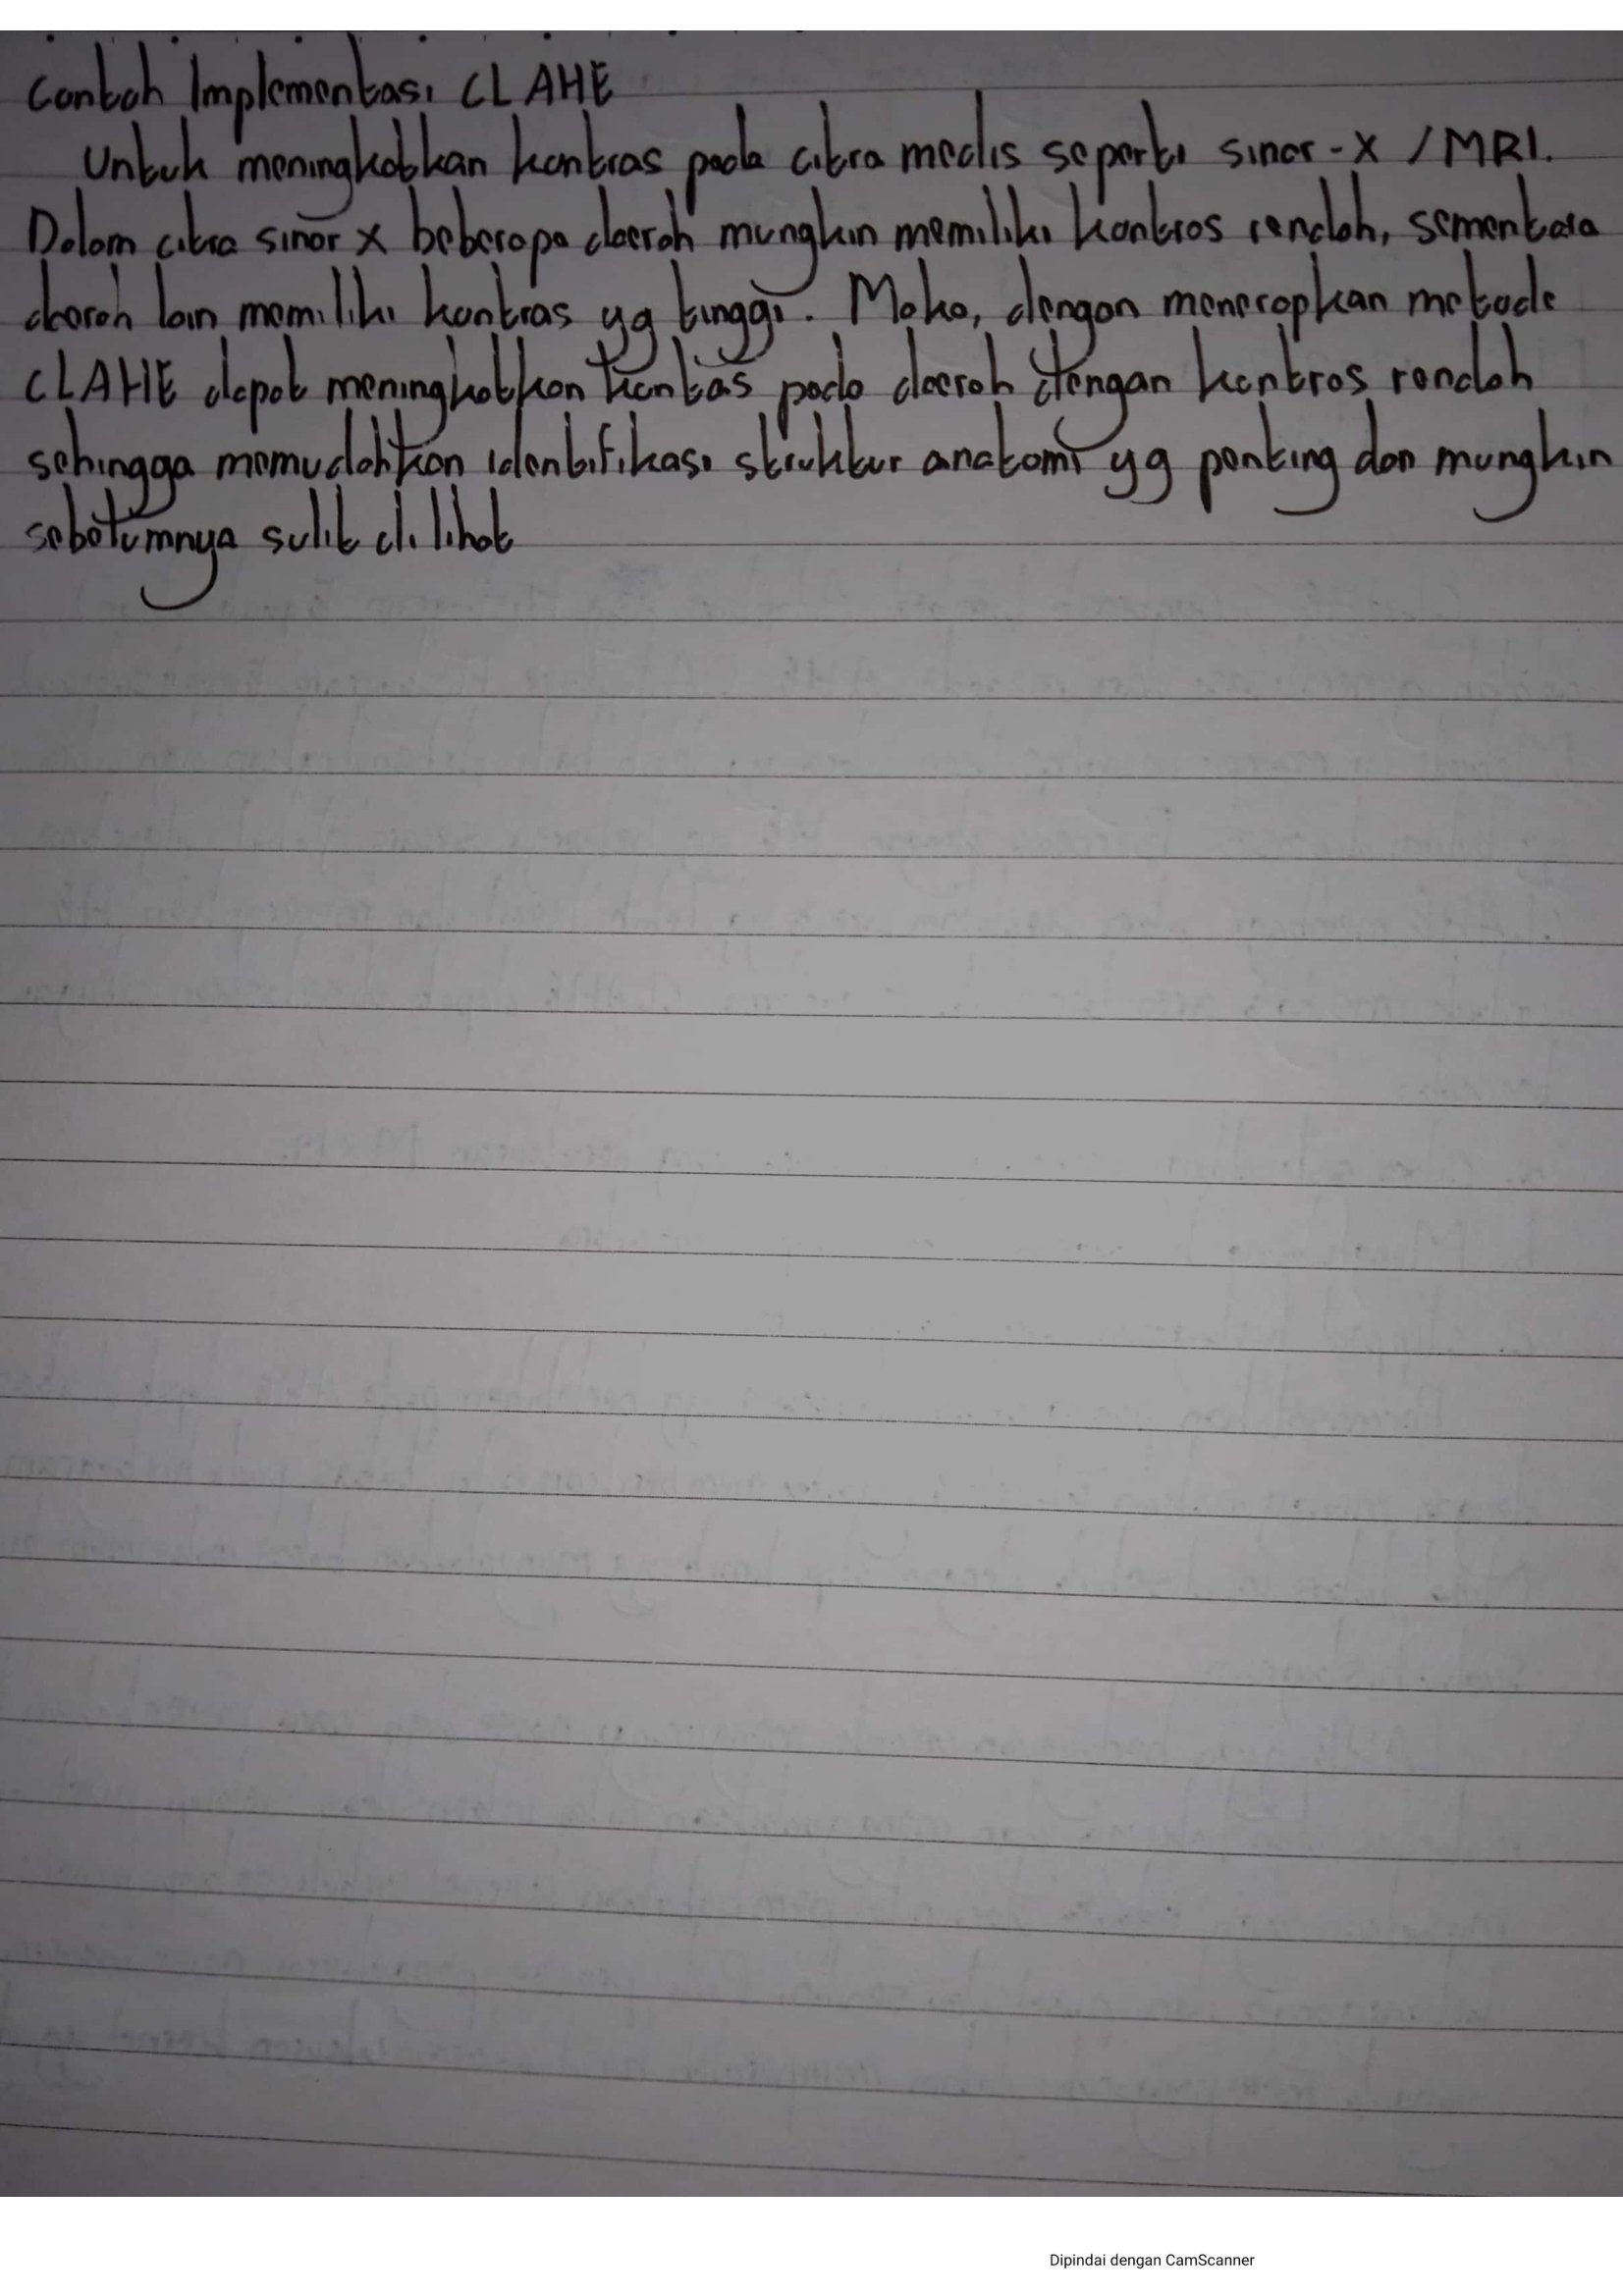 Contoh Implementasi CLAHE
Untuk meningkatkan kontras pada citra medis seperti sinar-X / MRI.
Dalam citra sinar x beberapa daerah mungkin memiliki kontras rendah, sementara
daerah lain memiliki kontras yg tinggi. Maka, dengan menerapkan metode
CLAHE dapat meningkatkan kontras pada daerah dengan kontras rendah
sehingga memudahkan identifikasi struktur anatomi yg penting dan mungkin
sebelumnya sulit dilihat
Dipindai dengan CamScanner